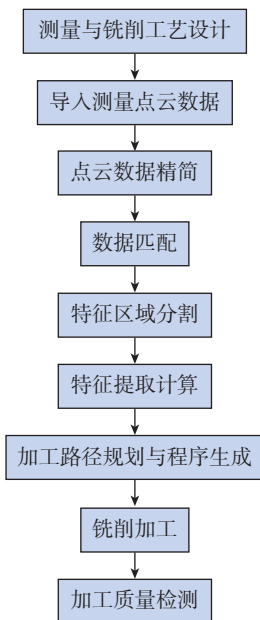 测量与铣削工艺设计
导入测量点云数据
点云数据精简
数据匹配
特征区域分割
特征提取计算
加工路径规划与程序生成
铣削加工
加工质量检测